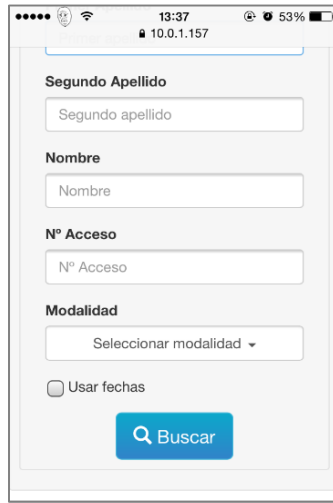 13:37
53%
10.0.1.157
Segundo Apellido
Segundo apellido
Nombre
Nombre
Nº Acceso
Nº Acceso
Modalidad
Seleccionar modalidad
Usar fechas
Buscar